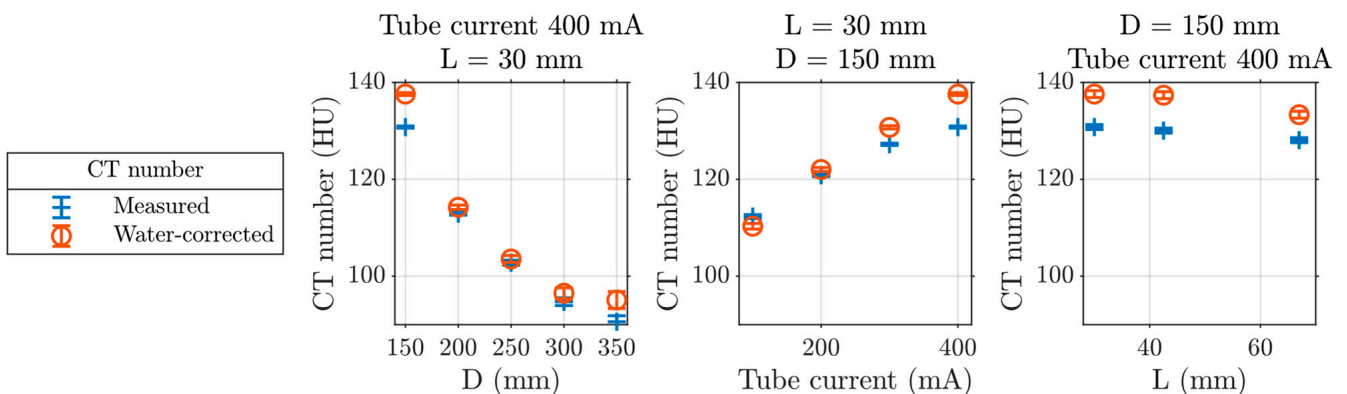 CT number
Measured
Water-corrected
Tube current 400 mA
L = 30 mm
CT number (HU)
140
120
100
150 200 250 300 350
D (mm)
L = 30 mm
D = 150 mm
CT number (HU)
140
120
100
200 400
Tube current (mA)
D = 150 mm
Tube current 400 mA
CT number (HU)
140
120
100
40 60
L (mm)